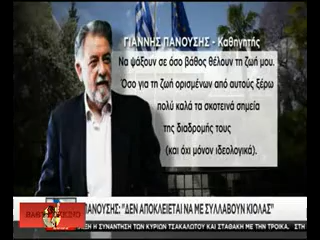 ΓΙΑΝΝΗΣ ΠΑΝΟΥΣΗΣ - Καθηγητής
Να ψάξουν σε όσο βάθος θέλουν τη ζωή μου.
Όσο για τη ζωή ορισμένων από αυτούς ξέρω
πολύ καλά τα σκοτεινά σημεία
της διαδρομής τους
(και όχι μόνον ιδεολογικά).
ΠΑΝΟΥΣΗΣ: "ΔΕΝ ΑΠΟΚΛΕΙΕΤΑΙ ΝΑ ΜΕ ΣΥΛΛΑΒΟΥΝ ΚΙΟΛΑΣ"
Η ΣΥΝΑΝΤΗΣΗ ΤΩΝ ΚΥΡΙΩΝ ΤΣΑΚΑΛΩΤΟΥ ΚΑΙ ΣΤΑΘΑΚΗ ΜΕ ΤΗΝ ΤΡΟΙΚΑ.